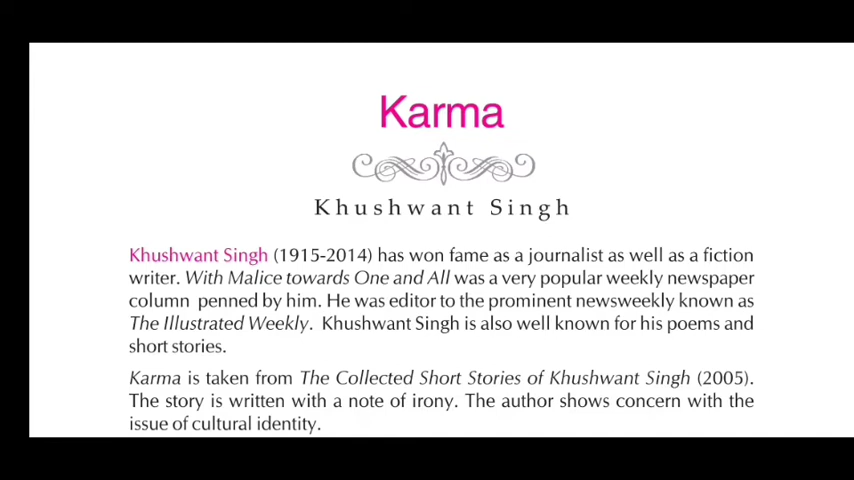 Karma
Khushwant Singh
Khushwant Singh (1915-2014) has won fame as a journalist as well as a fiction
writer. With Malice towards One and All was a very popular weekly newspaper
column penned by him. He was editor to the prominent newsweekly known as
The Illustrated Weekly. Khushwant Singh is also well known for his poems and
short stories.
Karma is taken from The Collected Short Stories of Khushwant Singh (2005).
The story is written with a note of irony. The author shows concern with the
issue of cultural identity.